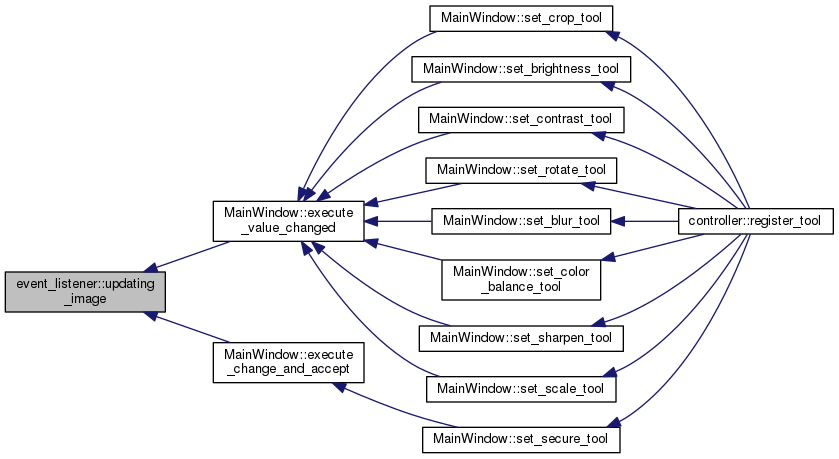 MainWindow::set_crop_tool
MainWindow::set_brightness_tool
MainWindow::set_contrast_tool
MainWindow::set_rotate_tool
MainWindow::execute
_value_changed
MainWindow::set_blur_tool
controller::register_tool
MainWindow::set_color
_balance_tool
event_listener::updating
_image
MainWindow::set_sharpen_tool
MainWindow::execute
_change_and_accept
MainWindow::set_scale_tool
MainWindow::set_secure_tool